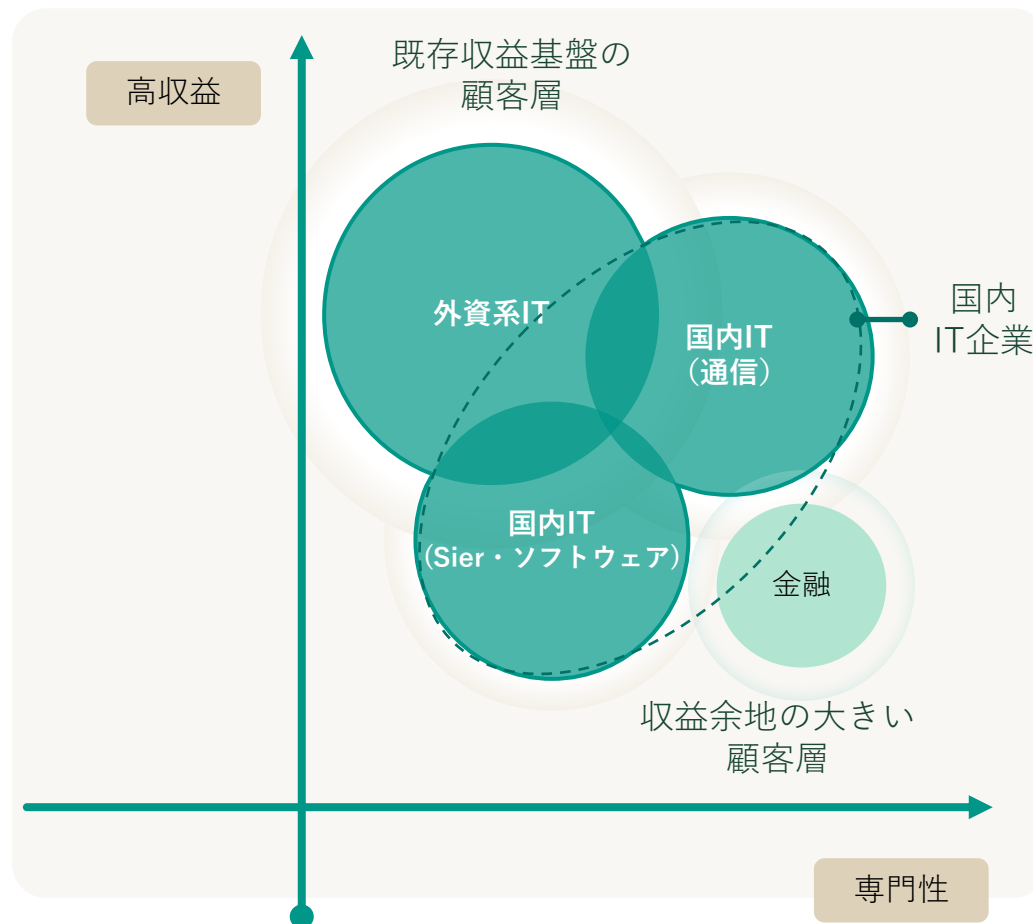 既存収益基盤の
顧客層
高収益
外資系IT
国内IT
（通信）
国内
IT企業
国内IT
（Sier・ソフトウェア）
金融
収益余地の大きい
顧客層
専門性